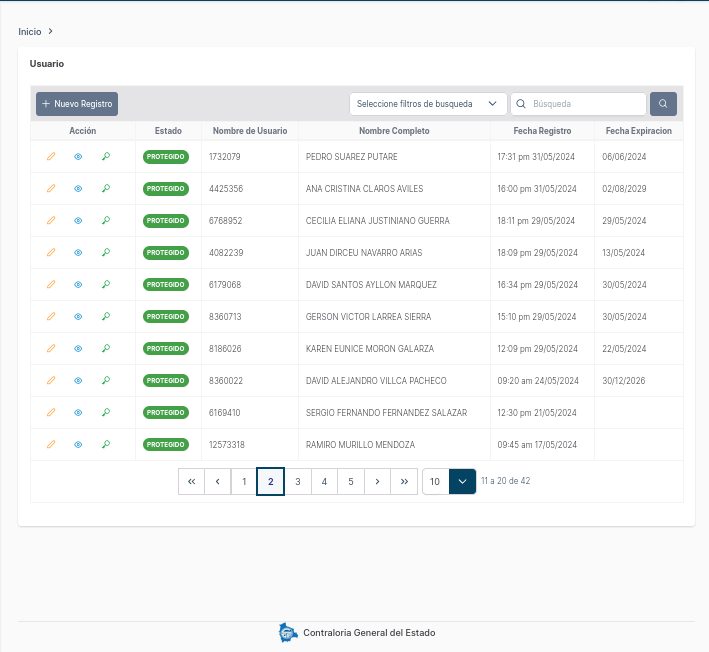 Inicio
Usuario
Nuevo Registro Seleccione filtros de busqueda Búsqueda
Acción Estado Nombre de Usuario Nombre Completo Fecha Registro Fecha Expiracion
PROTEGIDO 1732079 PEDRO SUAREZ PUTARE 17:31 pm 31/05/2024 06/06/2024
PROTEGIDO 4425356 ANA CRISTINA CLAROS AVILES 16:00 pm 31/05/2024 02/08/2029
PROTEGIDO 6768952 CECILIA ELIANA JUSTINIANO GUERRA 18:11 pm 29/05/2024 29/05/2024
PROTEGIDO 4082239 JUAN DIRCEU NAVARRO ARIAS 18:09 pm 29/05/2024 13/05/2024
PROTEGIDO 6179068 DAVID SANTOS AYLLON MARQUEZ 16:34 pm 29/05/2024 30/05/2024
PROTEGIDO 8360713 GERSON VICTOR LARREA SIERRA 15:10 pm 29/05/2024 30/05/2024
PROTEGIDO 8186026 KAREN EUNICE MORON GALARZA 12:09 pm 29/05/2024 22/05/2024
PROTEGIDO 8360022 DAVID ALEJANDRO VILLCA PACHECO 09:20 am 24/05/2024 30/12/2026
PROTEGIDO 6169410 SERGIO FERNANDO FERNANDEZ SALAZAR 12:30 pm 21/05/2024
PROTEGIDO 12573318 RAMIRO MURILLO MENDOZA 09:45 am 17/05/2024
1 2 3 4 5 10 11 a 20 de 42
Contraloria General del Estado